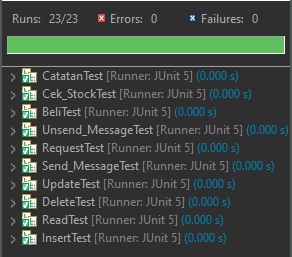 Runs: 23/23 Errors: 0 Failures: 0
CatatanTest [Runner: JUnit 5] (0.000 s)
Cek_StockTest [Runner: JUnit 5] (0.000 s)
BeliTest [Runner: JUnit 5] (0.000 s)
Unsend_MessageTest [Runner: JUnit 5] (0.000 s)
RequestTest [Runner: JUnit 5] (0.000 s)
Send_MessageTest [Runner: JUnit 5] (0.000 s)
UpdateTest [Runner: JUnit 5] (0.000 s)
DeleteTest [Runner: JUnit 5] (0.000 s)
ReadTest [Runner: JUnit 5] (0.000 s)
InsertTest [Runner: JUnit 5] (0.000 s)